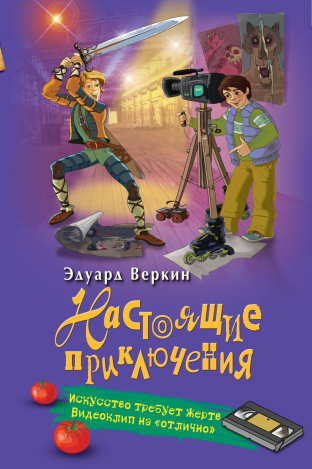 Эдуард Веркин
Настоящие
приключения
Искусство требует жертв
Видеоклип на «отлично»